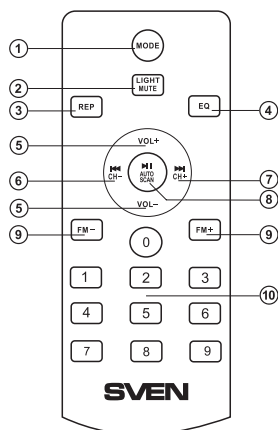 1 MODE
2 LIGHT
MUTE
3 REP
EQ 4
5 VOL+
6 ⏮ CH– ⏯ AUTO SCAN ⏭ CH+ 7
8
5 VOL–
9 FM– FM+ 9
0
1 2 3
10
4 5 6
7 8 9
SVEN